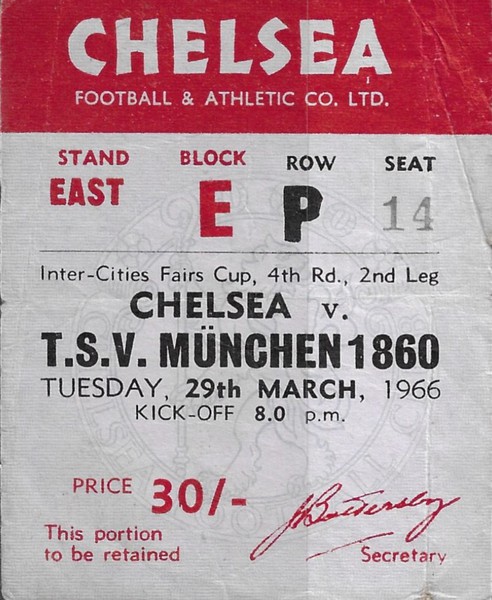 CHELSEA
FOOTBALL & ATHLETIC CO. LTD.
STAND BLOCK ROW SEAT
EAST E P 14
Inter-Cities Fairs Cup, 4th Rd., 2nd Leg
CHELSEA v.
T.S.V. MÜNCHEN 1860
TUESDAY, 29th MARCH, 1966
KICK-OFF 8.0 p.m.
PRICE 30/-
This portion
to be retained
Secretary